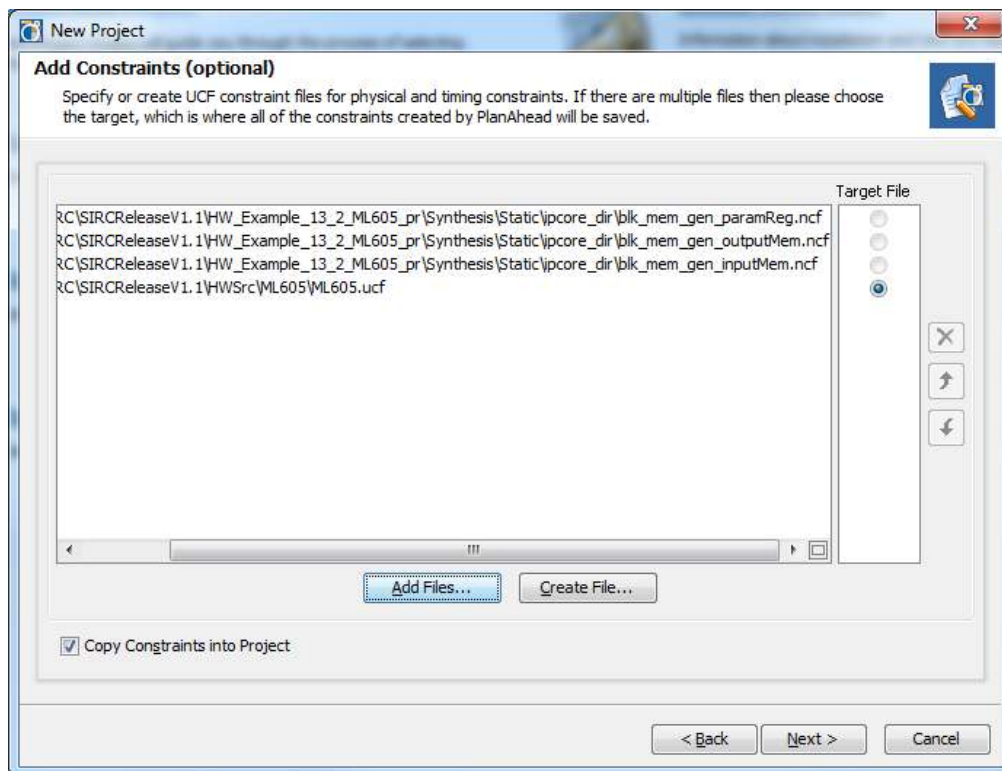 New Project
Add Constraints (optional)
Specify or create UCF constraint files for physical and timing constraints. If there are multiple files then please choose
the target, which is where all of the constraints created by PlanAhead will be saved.
Target File
RC\SIRCReleaseV1.1\HW_Example_13_2_ML605_pr\Synthesis\Static\ipcore_dir\blk_mem_gen_paramReg.ncf
RC\SIRCReleaseV1.1\HW_Example_13_2_ML605_pr\Synthesis\Static\ipcore_dir\blk_mem_gen_outputMem.ncf
RC\SIRCReleaseV1.1\HW_Example_13_2_ML605_pr\Synthesis\Static\ipcore_dir\blk_mem_gen_inputMem.ncf
RC\SIRCReleaseV1.1\HWSrc\ML605\ML605.ucf
Add Files... Create File...
Copy Constraints into Project
< Back Next > Cancel